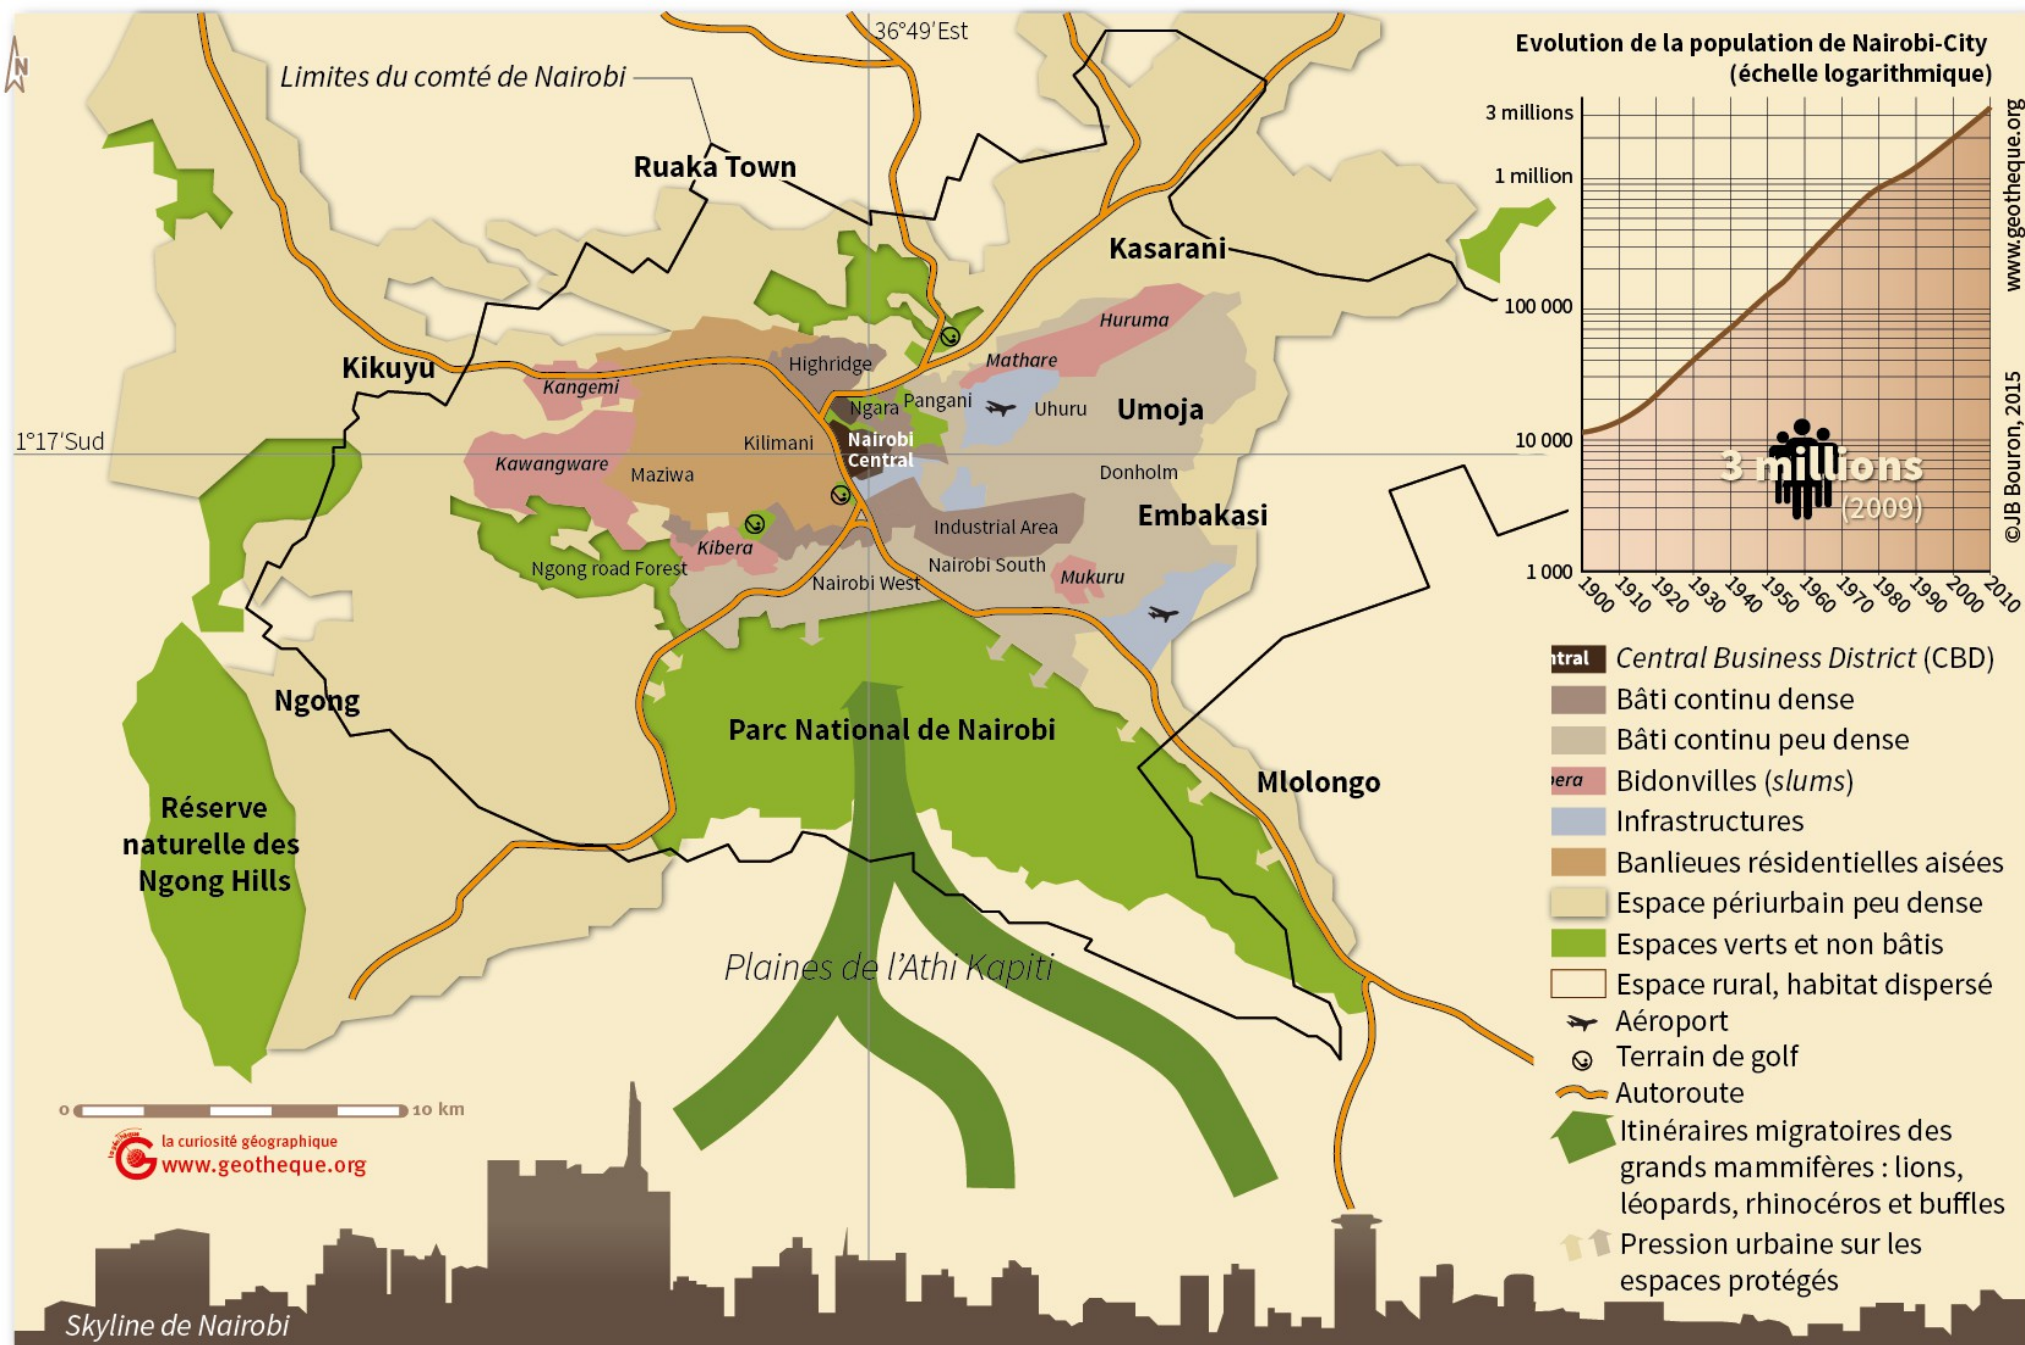 N
36°49'Est
Limites du comté de Nairobi
Ruaka Town
Kasarani
Kikuyu
Kangemi
Highridge
Huruma
Mathare
Ngara
Pangani
Uhuru
Umoja
1°17'Sud
Kilimani
Nairobi
Central
Kawangware
Maziwa
Donholm
Embakasi
Industrial Area
Kibera
Ngong road Forest
Nairobi West
Nairobi South
Mukuru
Ngong
Parc National de Nairobi
Mlolongo
Réserve
naturelle des
Ngong Hills
Plaines de l'Athi Kapiti
0
10 km
la curiosité géographique
www.geotheque.org
Skyline de Nairobi
Evolution de la population de Nairobi-City
(échelle logarithmique)
3 millions
1 million
100 000
10 000
1 000
3 millions
(2009)
1900
1910
1920
1930
1940
1950
1960
1970
1980
1990
2000
2010
www.geotheque.org
©JB Bouron, 2015
ntral
Central Business District (CBD)
Bâti continu dense
Bâti continu peu dense
bera
Bidonvilles (slums)
Infrastructures
Banlieues résidentielles aisées
Espace périurbain peu dense
Espaces verts et non bâtis
Espace rural, habitat dispersé
Aéroport
Terrain de golf
Autoroute
Itinéraires migratoires des
grands mammifères : lions,
léopards, rhinocéros et buffles
Pression urbaine sur les
espaces protégés